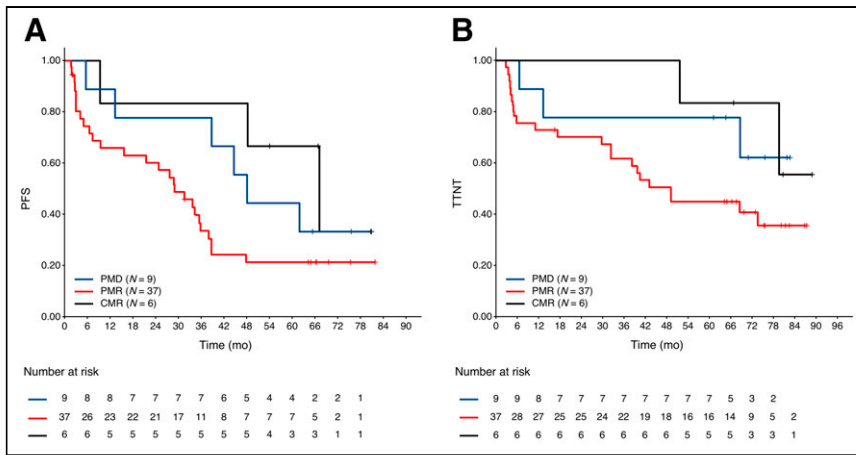 A
B
1.00
0.80
0.60
0.40
0.20
0.00
PFS
PMD (N = 9)
PMR (N = 37)
CMR (N = 6)
0 6 12 18 24 30 36 42 48 54 60 66 72 78 84 90
Time (mo)
1.00
0.80
0.60
0.40
0.20
0.00
TTNT
PMD (N = 9)
PMR (N = 37)
CMR (N = 6)
0 6 12 18 24 30 36 42 48 54 60 66 72 78 84 90 96
Time (mo)
Number at risk
9 8 8 7 7 7 7 6 5 4 4 2 2 1
37 26 23 22 21 17 11 8 7 7 7 5 2 1
6 6 5 5 5 5 5 5 5 4 3 3 1 1
Number at risk
9 9 8 7 7 7 7 7 7 7 7 5 3 2
37 28 27 25 25 24 22 19 18 16 16 14 9 5 2
6 6 6 6 6 6 6 6 6 5 5 5 3 3 1